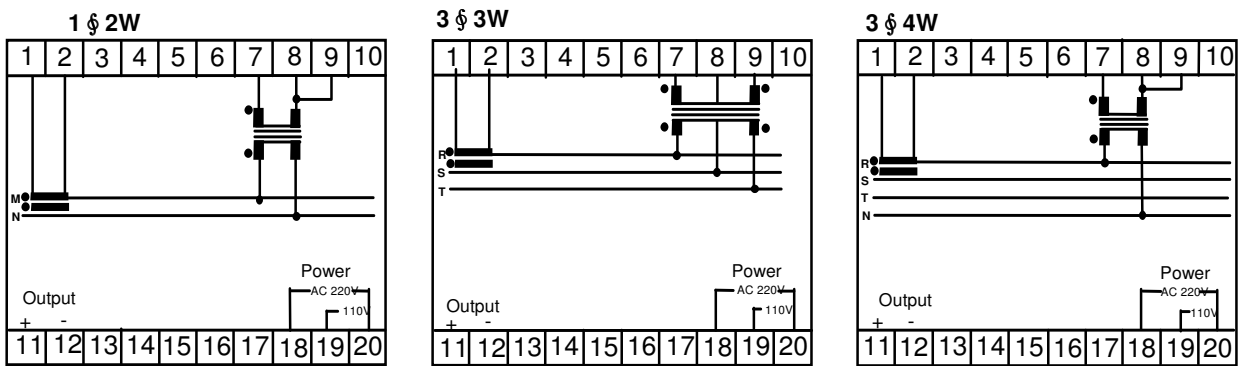 1 ∮ 2W
1 2 3 4 5 6 7 8 9 10
M
N
Power
AC 220V
Output
110V
+ -
11 12 13 14 15 16 17 18 19 20
3 ∮ 3W
1 2 3 4 5 6 7 8 9 10
R
S
T
Power
AC 220V
Output
110V
+ -
11 12 13 14 15 16 17 18 19 20
3 ∮ 4W
1 2 3 4 5 6 7 8 9 10
R
S
T
N
Power
AC 220V
Output
110V
+ -
11 12 13 14 15 16 17 18 19 20